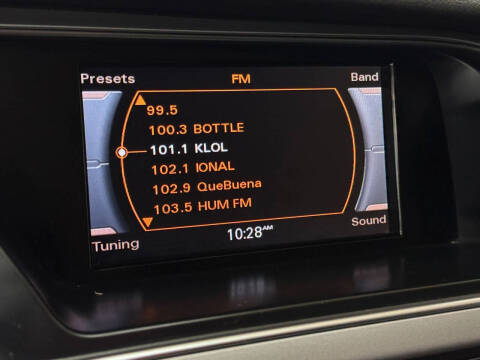 Presets FM Band
99.5
100.3 BOTTLE
101.1 KLOL
102.1 IONAL
102.9 QueBuena
103.5 HUM FM
Tuning Sound
10:28AM